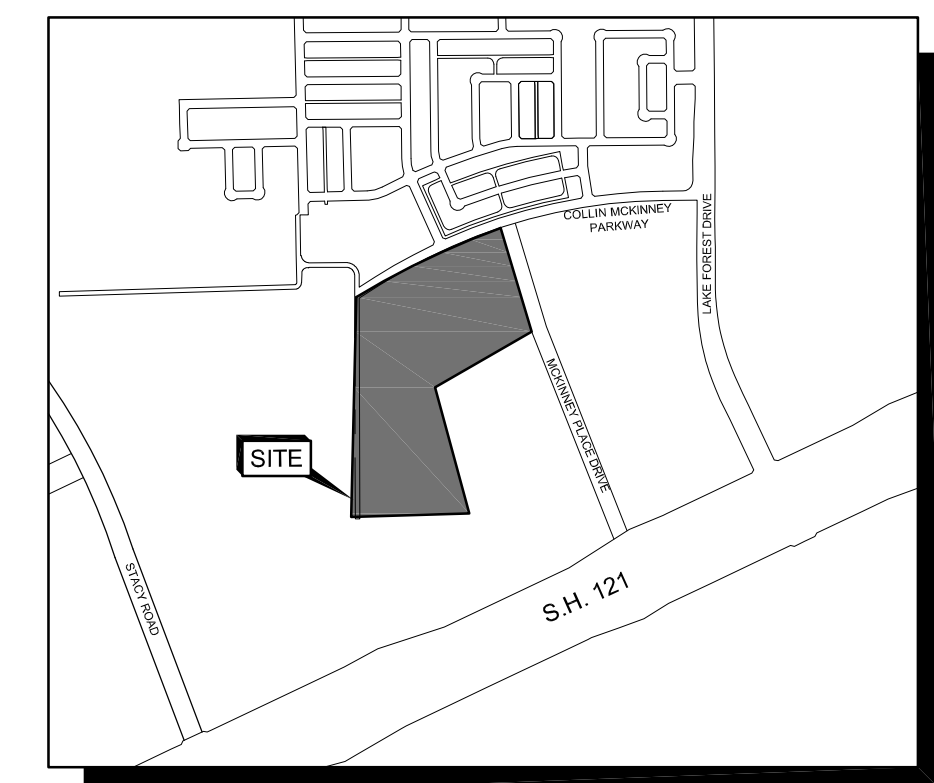 COLLIN MCKINNEY
PARKWAY
LAKE FOREST DRIVE
MCKINNEY PLACE DRIVE
SITE
STACY ROAD
S.H. 121